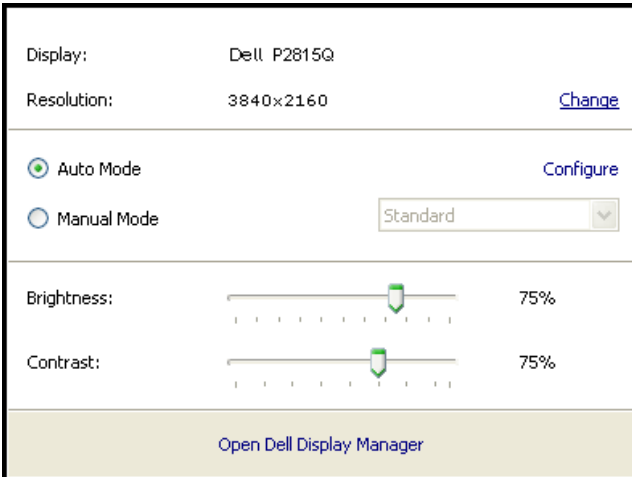 Display: Dell P2815Q
Resolution: 3840x2160 Change
Auto Mode Configure
Manual Mode Standard
Brightness: 75%
Contrast: 75%
Open Dell Display Manager